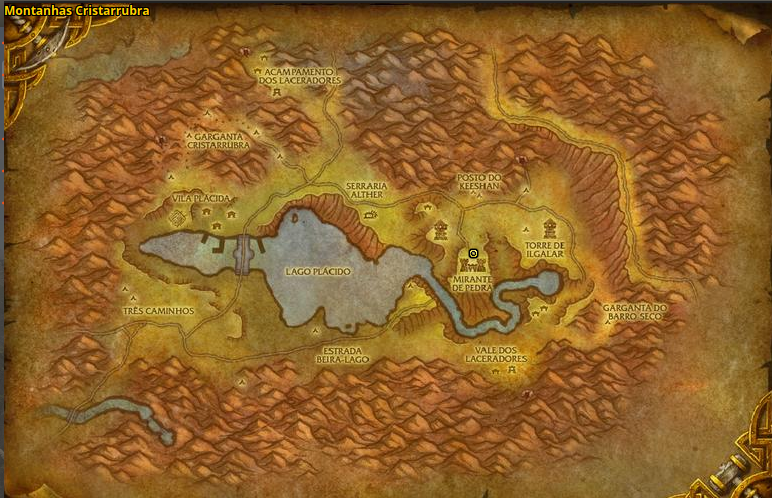 Montanhas Cristarrubra
ACAMPAMENTO
DOS LACERADORES
GARGANTA
CRISTARRUBRA
SERRARIA
ALTHER
POSTO DO
KEESHAN
VILA PLÁCIDA
TORRE DE
ILGALAR
LAGO PLÁCIDO
MIRANTE
DE PEDRA
TRÊS CAMINHOS
GARGANTA DO
BARRO SECO
ESTRADA
BEIRA-LAGO
VALE DOS
LACERADORES